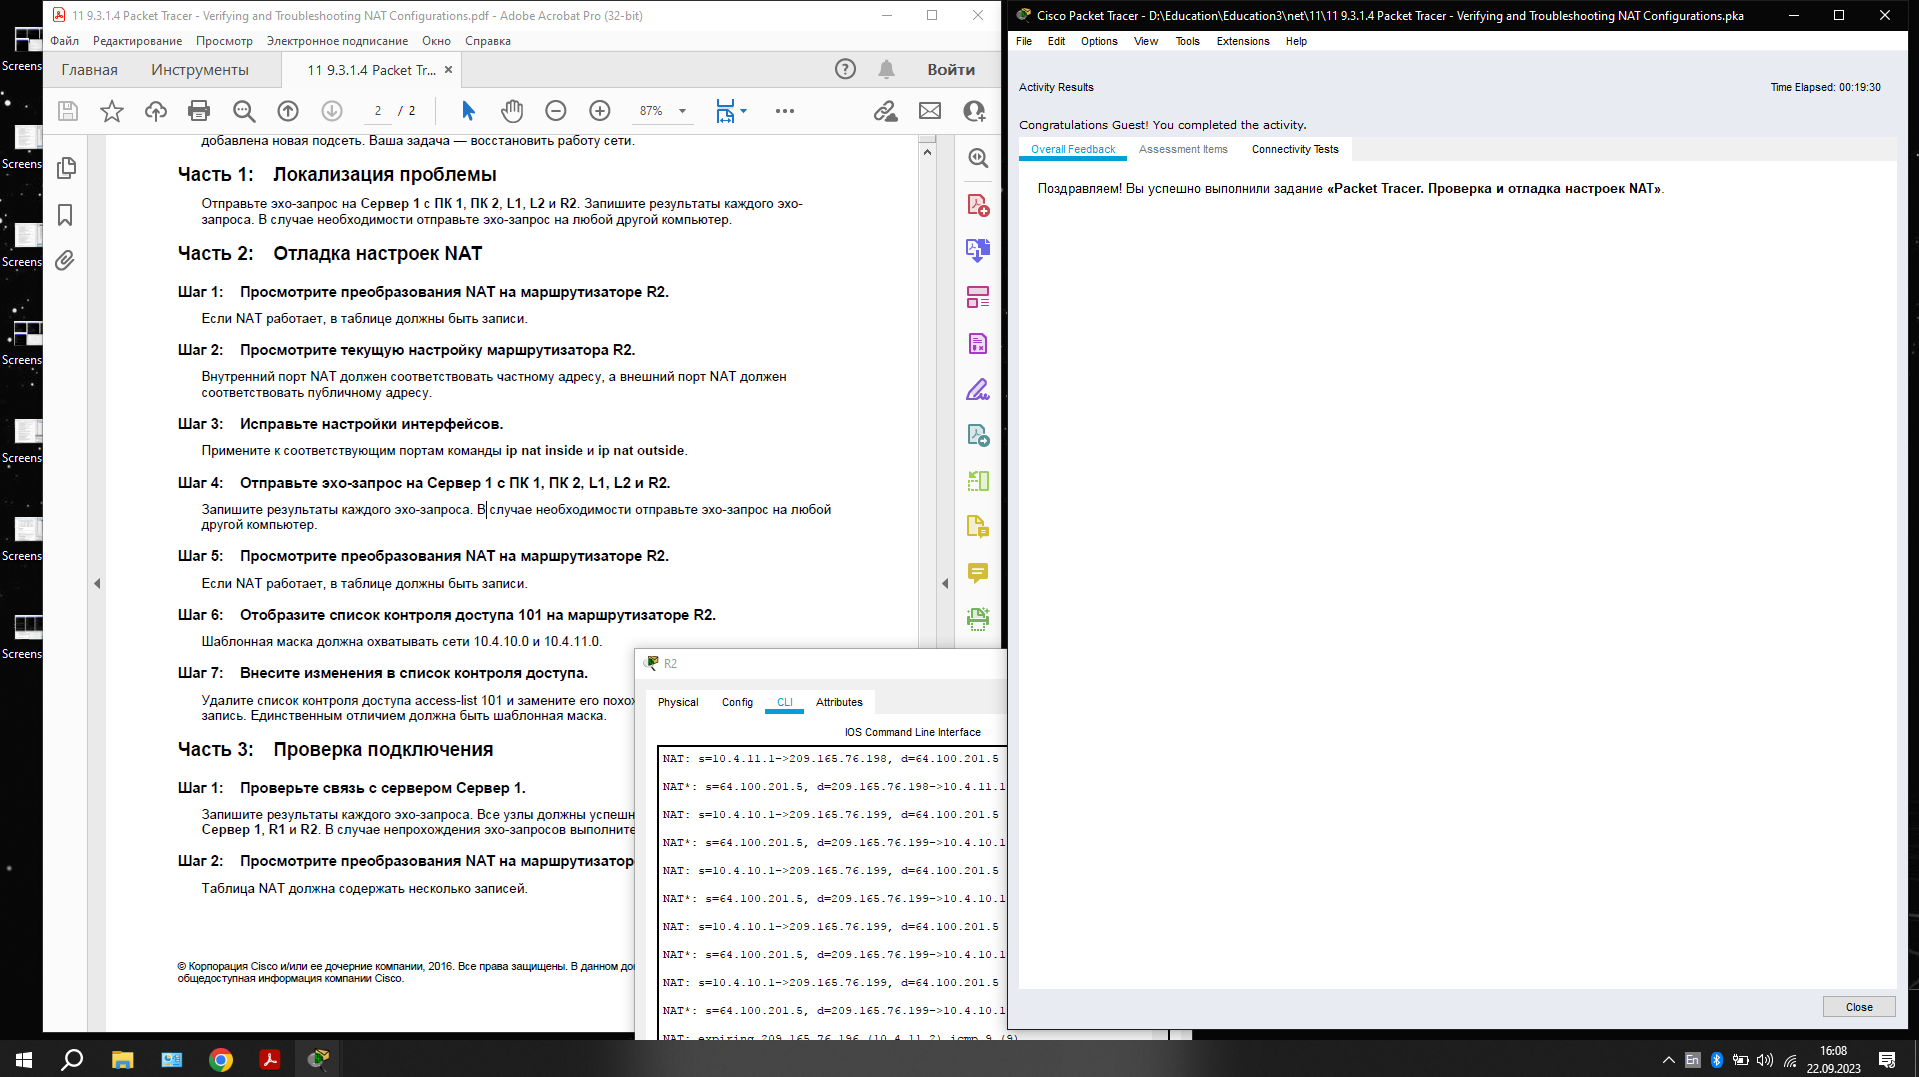 11 9.3.1.4 Packet Tracer - Verifying and Troubleshooting NAT Configurations.pdf - Adobe Acrobat Pro (32-bit)
Файл Редактирование Просмотр Электронное подписание Окно Справка
Главная Инструменты 11 9.3.1.4 Packet Tr... × Войти
2 / 2 87%
добавлена новая подсеть. Ваша задача — восстановить работу сети.
Часть 1: Локализация проблемы
Отправьте эхо-запрос на Сервер 1 с ПК 1, ПК 2, L1, L2 и R2. Запишите результаты каждого эхо-
запроса. В случае необходимости отправьте эхо-запрос на любой другой компьютер.
Часть 2: Отладка настроек NAT
Шаг 1: Просмотрите преобразования NAT на маршрутизаторе R2.
Если NAT работает, в таблице должны быть записи.
Шаг 2: Просмотрите текущую настройку маршрутизатора R2.
Внутренний порт NAT должен соответствовать частному адресу, а внешний порт NAT должен
соответствовать публичному адресу.
Шаг 3: Исправьте настройки интерфейсов.
Примените к соответствующим портам команды ip nat inside и ip nat outside.
Шаг 4: Отправьте эхо-запрос на Сервер 1 с ПК 1, ПК 2, L1, L2 и R2.
Запишите результаты каждого эхо-запроса. В случае необходимости отправьте эхо-запрос на любой
другой компьютер.
Шаг 5: Просмотрите преобразования NAT на маршрутизаторе R2.
Если NAT работает, в таблице должны быть записи.
Шаг 6: Отобразите список контроля доступа 101 на маршрутизаторе R2.
Шаблонная маска должна охватывать сети 10.4.10.0 и 10.4.11.0.
Шаг 7: Внесите изменения в список контроля доступа.
Удалите список контроля доступа access-list 101 и замените его похо
запись. Единственным отличием должна быть шаблонная маска.
Часть 3: Проверка подключения
Шаг 1: Проверьте связь с сервером Сервер 1.
Запишите результаты каждого эхо-запроса. Все узлы должны успешн
Сервер 1, R1 и R2. В случае непрохождения эхо-запросов выполните
Шаг 2: Просмотрите преобразования NAT на маршрутизатор
Таблица NAT должна содержать несколько записей.
© Корпорация Cisco и/или ее дочерние компании, 2016. Все права защищены. В данном до
общедоступная информация компании Cisco.
R2
Physical Config CLI Attributes
IOS Command Line Interface
NAT: s=10.4.11.1->209.165.76.198, d=64.100.201.5
NAT*: s=64.100.201.5, d=209.165.76.198->10.4.11.1
NAT: s=10.4.10.1->209.165.76.199, d=64.100.201.5
NAT*: s=64.100.201.5, d=209.165.76.199->10.4.10.1
NAT: s=10.4.10.1->209.165.76.199, d=64.100.201.5
NAT*: s=64.100.201.5, d=209.165.76.199->10.4.10.1
NAT: s=10.4.10.1->209.165.76.199, d=64.100.201.5
NAT*: s=64.100.201.5, d=209.165.76.199->10.4.10.1
NAT: s=10.4.10.1->209.165.76.199, d=64.100.201.5
NAT*: s=64.100.201.5, d=209.165.76.199->10.4.10.1
NAT: expiring 209.165.76.196 (10.4.11.2) icmp 9 (9)
Cisco Packet Tracer - D:\Education\Education3\net\11\11 9.3.1.4 Packet Tracer - Verifying and Troubleshooting NAT Configurations.pka
File Edit Options View Tools Extensions Help
Activity Results Time Elapsed: 00:19:30
Congratulations Guest! You completed the activity.
Overall Feedback Assessment Items Connectivity Tests
Поздравляем! Вы успешно выполнили задание «Packet Tracer. Проверка и отладка настроек NAT».
Close
Screens
Screens
Screens
Screens
Screens
Screens
Screens
En
16:08
22.09.2023